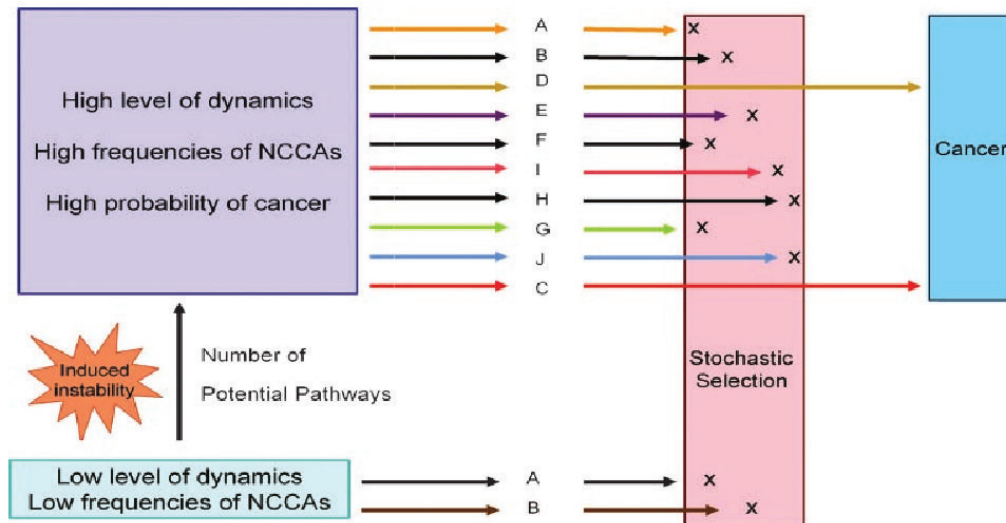 High level of dynamics
High frequencies of NCCAs
High probability of cancer
A
B
D
E
F
I
H
G
J
C
x
x
x
x
x
x
x
x
Cancer
Stochastic
Selection
Induced
instability
Number of
Potential Pathways
Low level of dynamics
Low frequencies of NCCAs
A
B
x
x